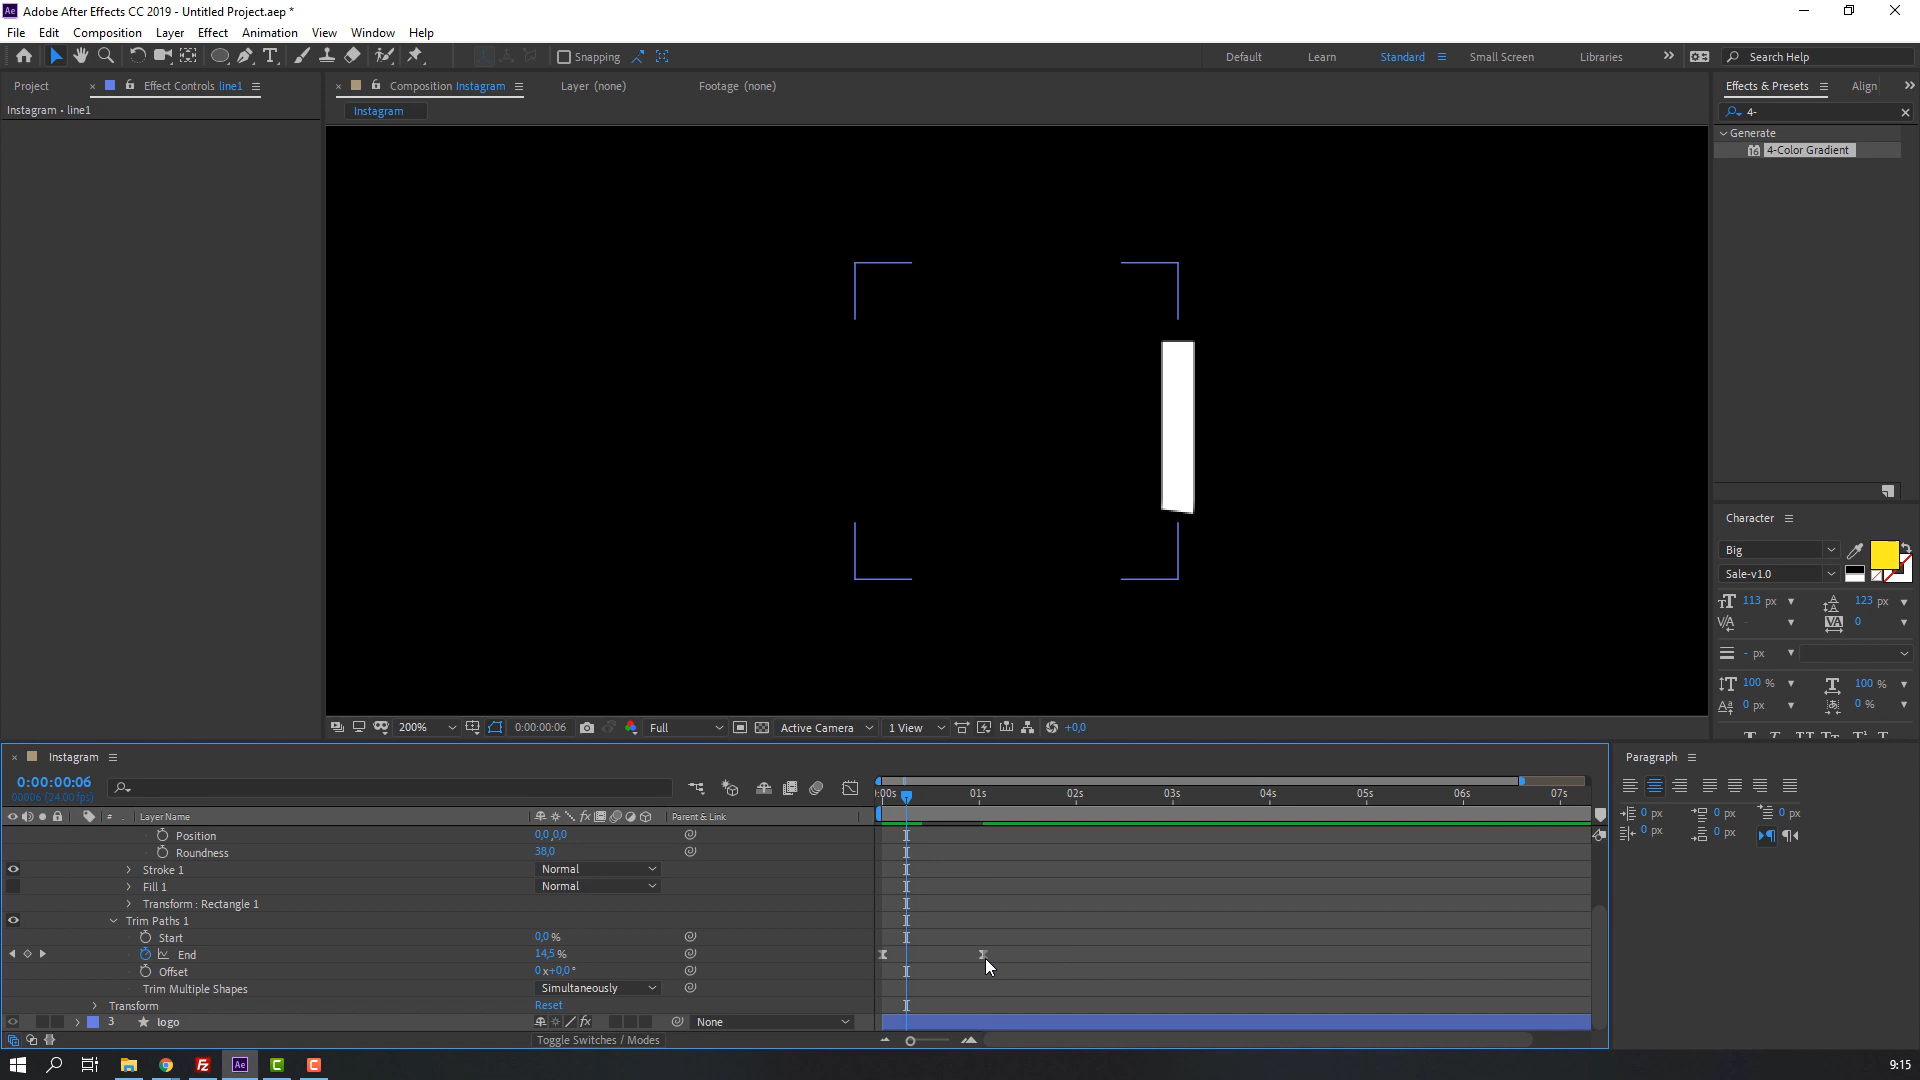 Adobe After Effects CC 2019 - Untitled Project.aep *
File Edit Composition Layer Effect Animation View Window Help
Snapping
Default Learn Standard Small Screen Libraries Search Help
Project Effect Controls line1
Instagram • line1
Composition Instagram Layer (none) Footage (none)
Instagram
Effects & Presets Align
4-
Generate
4-Color Gradient
Character
Big
Sale-v1.0
113 px 123 px
0
- px
100 % 100 %
0 px 0 %
200% 0:00:00:06 Full Active Camera 1 View +0,0
Instagram
0:00:00:06
00006 (24.00 fps)
:00s 01s 02s 03s 04s 05s 06s 07s
# Layer Name Parent & Link
Position 0,0,0,0
Roundness 38,0
Stroke 1 Normal
Fill 1 Normal
Transform : Rectangle 1
Trim Paths 1
Start 0,0 %
End 14,5 %
Offset 0 x+0,0 °
Trim Multiple Shapes Simultaneously
Transform Reset
3 logo None
Toggle Switches / Modes
Paragraph
0 px 0 px 0 px
0 px 0 px
9:15